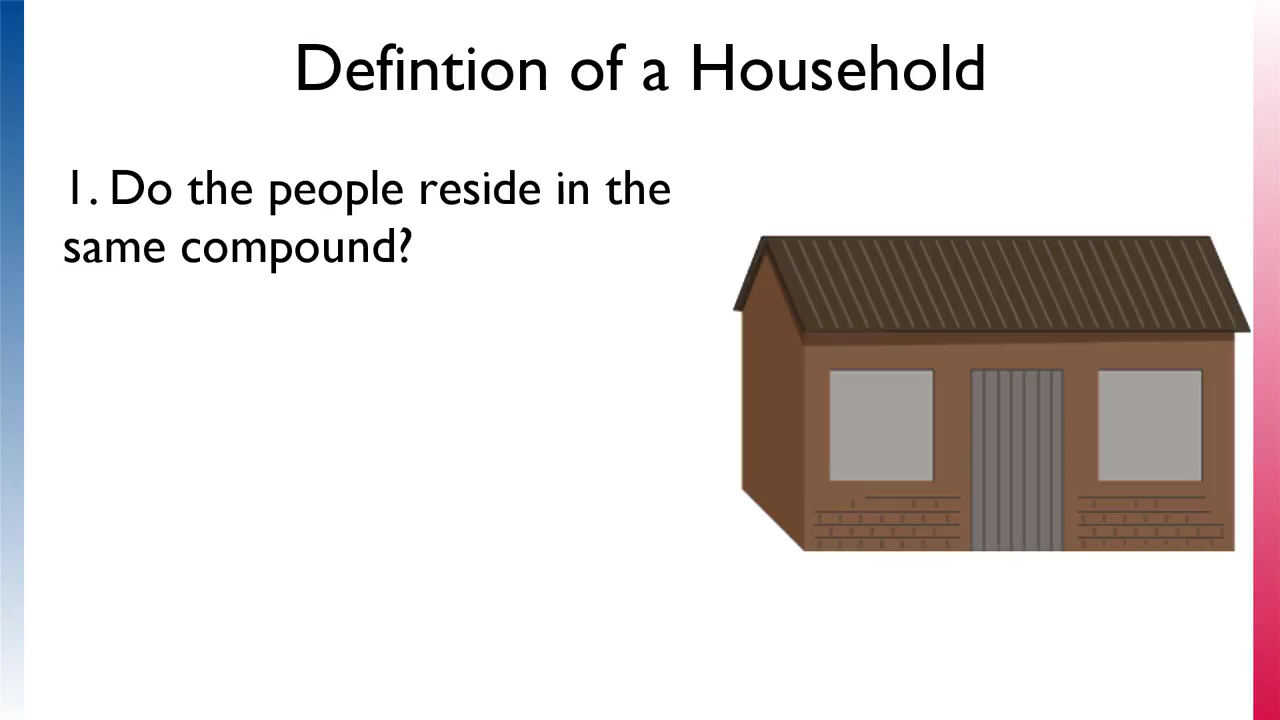 Defintion of a Household
1. Do the people reside in the
same compound?